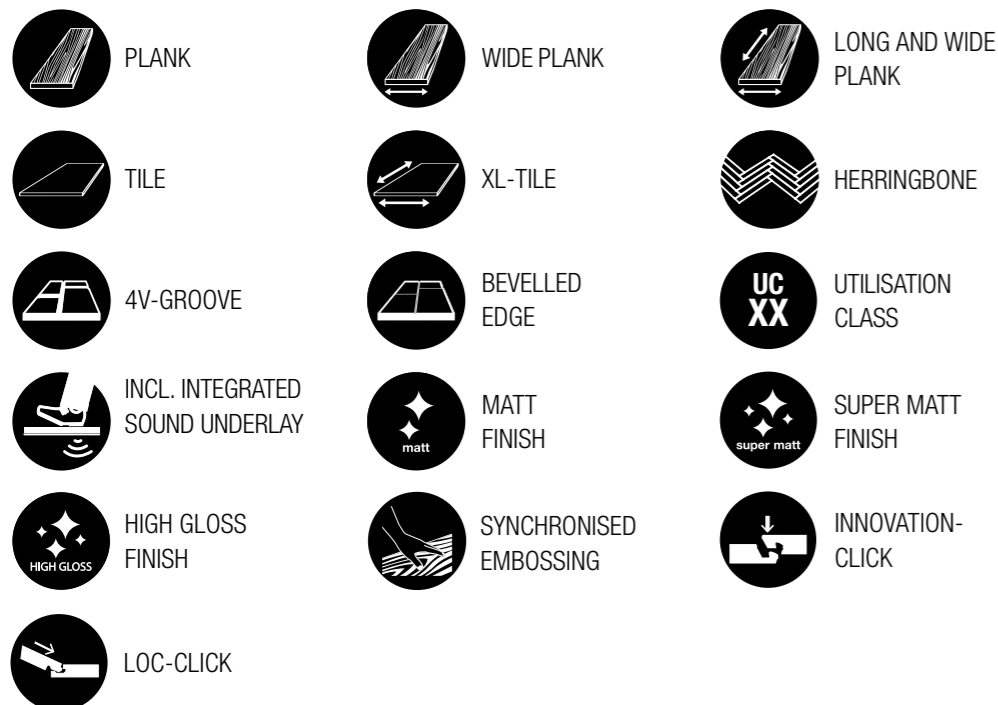 PLANK
WIDE PLANK
LONG AND WIDE
PLANK
TILE
XL-TILE
HERRINGBONE
4V-GROOVE
BEVELLED
EDGE
UC
XX
UTILISATION
CLASS
INCL. INTEGRATED
SOUND UNDERLAY
matt
MATT
FINISH
super matt
SUPER MATT
FINISH
HIGH GLOSS
HIGH GLOSS
FINISH
SYNCHRONISED
EMBOSSING
INNOVATION-
CLICK
LOC-CLICK